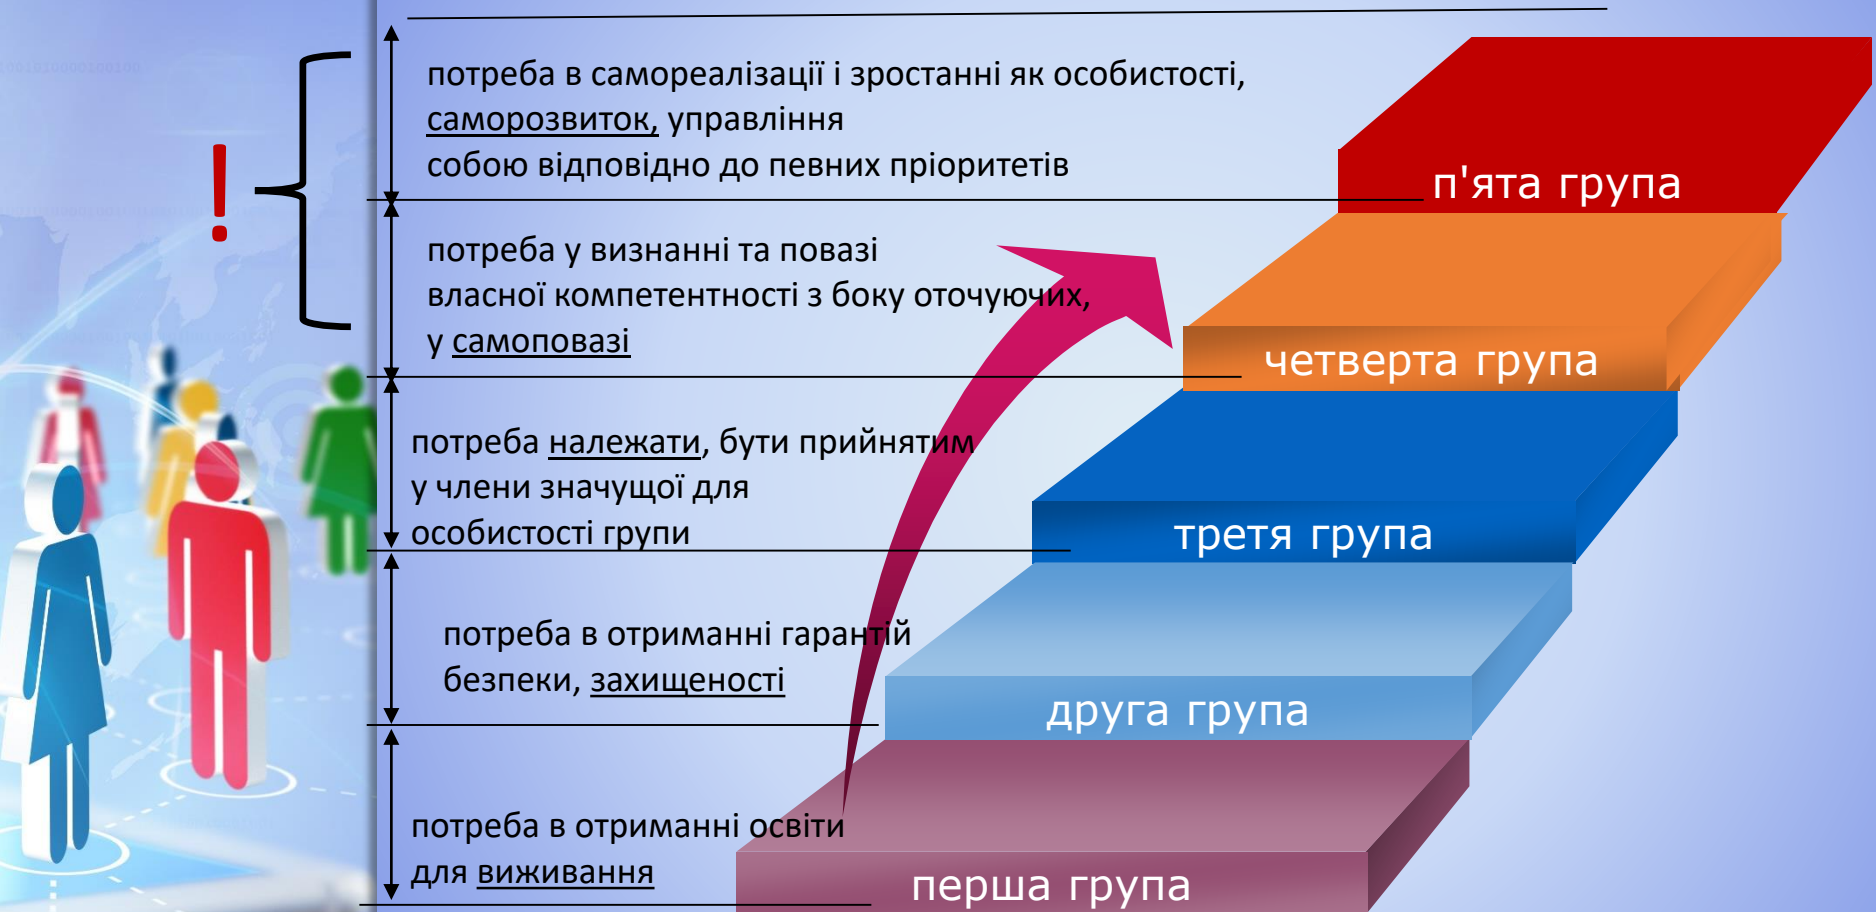 потреба в самореалізації і зростанні як особистості,
саморозвиток, управління
собою відповідно до певних пріоритетів
п'ята група
!
потреба у визнанні та повазі
власної компетентності з боку оточуючих,
у самоповазі
четверта група
потреба належати, бути прийнятим
у члени значущої для
особистості групи
третя група
потреба в отриманні гарантій
безпеки, захищеності
друга група
потреба в отриманні освіти
для виживання
перша група